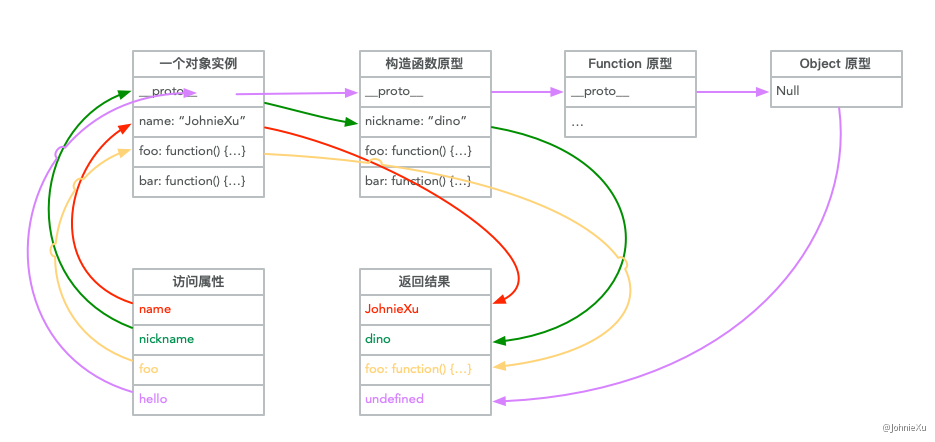 一个对象实例
__proto__
name: “JohnieXu”
foo: function() {…}
bar: function() {…}
构造函数原型
__proto__
nickname: “dino”
foo: function() {…}
bar: function() {…}
Function 原型
__proto__
…
Object 原型
Null
访问属性
name
nickname
foo
hello
返回结果
JohnieXu
dino
foo: function() {…}
undefined
@JohnieXu